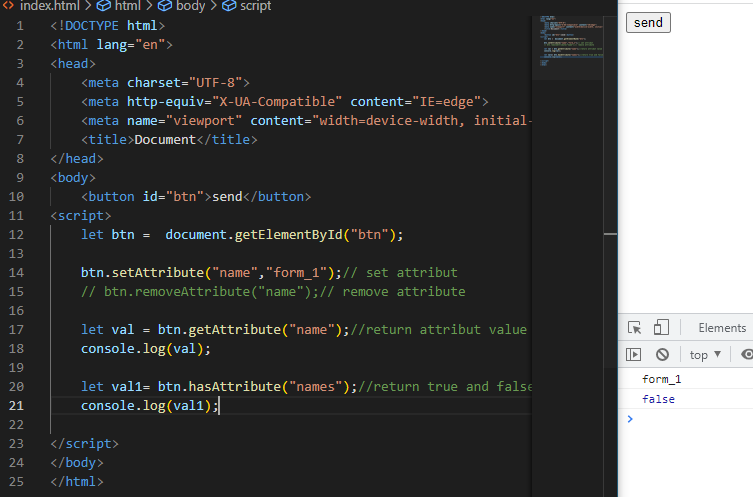 index.html > html > body > script
1 <!DOCTYPE html>
2 <html lang="en">
3 <head>
4 <meta charset="UTF-8">
5 <meta http-equiv="X-UA-Compatible" content="IE=edge">
6 <meta name="viewport" content="width=device-width, initial-
7 <title>Document</title>
8 </head>
9 <body>
10 <button id="btn">send</button>
11 <script>
12 let btn =  document.getElementById("btn");
13
14 btn.setAttribute("name","form_1");// set attribut
15 // btn.removeAttribute("name");// remove attribute
16
17 let val = btn.getAttribute("name");//return attribut value
18 console.log(val);
19
20 let val1= btn.hasAttribute("names");//return true and false
21 console.log(val1);
22
23 </script>
24 </body>
25 </html>
send
Elements
top
form_1
false
>